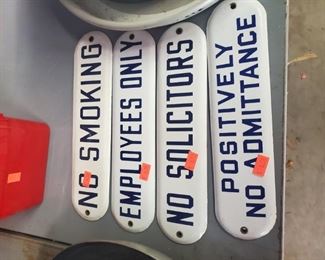 NO SMOKING
EMPLOYEES ONLY
NO SOLICITORS
POSITIVELY
NO ADMITTANCE